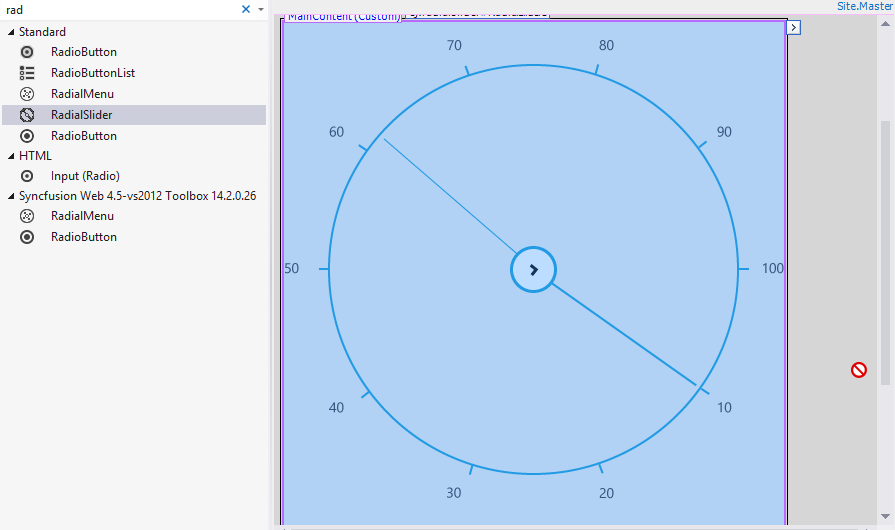 rad
Standard
RadioButton
RadioButtonList
RadialMenu
RadialSlider
RadioButton
HTML
Input (Radio)
Syncfusion Web 4.5-vs2012 Toolbox 14.2.0.26
RadialMenu
RadioButton
Site.Master
MainContent (Custom)
70
80
60
90
50
100
40
10
30
20